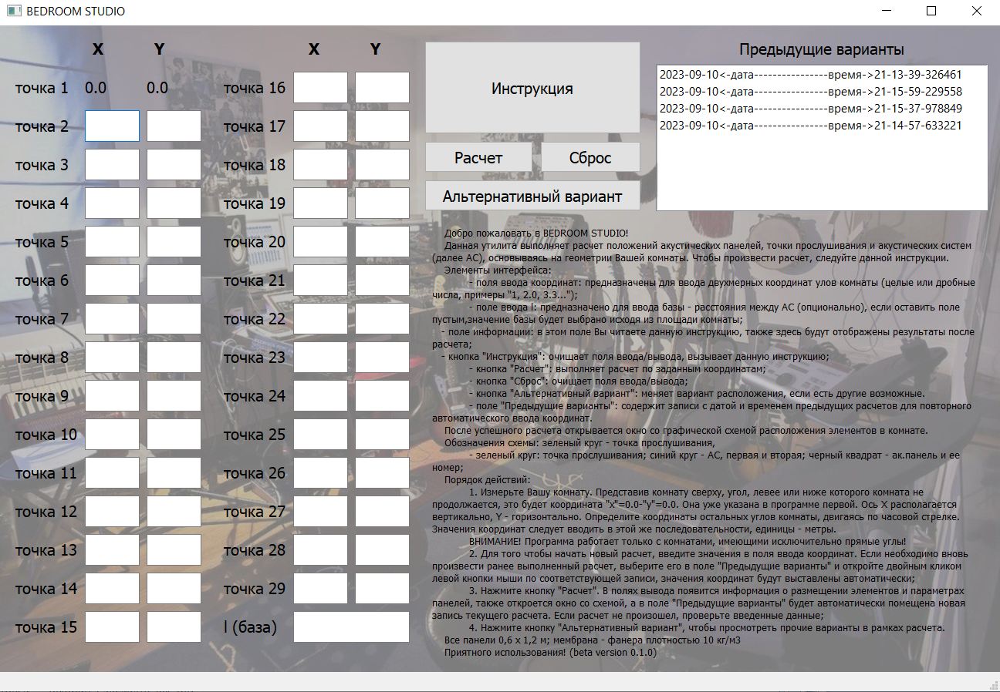 BEDROOM STUDIO
X Y X Y
точка 1 0.0 0.0 точка 16
точка 2 точка 17
точка 3 точка 18
точка 4 точка 19
точка 5 точка 20
точка 6 точка 21
точка 7 точка 22
точка 8 точка 23
точка 9 точка 24
точка 10 точка 25
точка 11 точка 26
точка 12 точка 27
точка 13 точка 28
точка 14 точка 29
точка 15 l (база)
Инструкция
Расчет Сброс
Альтернативный вариант
Предыдущие варианты
2023-09-10<-дата----------------время->21-13-39-326461
2023-09-10<-дата----------------время->21-15-59-229558
2023-09-10<-дата----------------время->21-15-37-978849
2023-09-10<-дата----------------время->21-14-57-633221
Добро пожаловать в BEDROOM STUDIO!
Данная утилита выполняет расчет положений акустических панелей, точки прослушивания и акустических систем
(далее АС), основываясь на геометрии Вашей комнаты. Чтобы произвести расчет, следуйте данной инструкции.
Элементы интерфейса:
- поля ввода координат: предназначены для ввода двухмерных координат улов комнаты (целые или дробные
числа, примеры "1, 2.0, 3.3...");
- поле ввода l: предназначено для ввода базы - расстояния между АС (опционально), если оставить поле
пустым,значение базы будет выбрано исходя из площади комнаты;
- поле информации: в этом поле Вы читаете данную инструкцию, также здесь будут отображены результаты после
расчета;
- кнопка "Инструкция": очищает поля ввода/вывода, вызывает данную инструкцию;
- кнопка "Расчет": выполняет расчет по заданным координатам;
- кнопка "Сброс": очищает поля ввода/вывода;
- кнопка "Альтернативный вариант": меняет вариант расположения, если есть другие возможные.
- поле "Предыдущие варианты": содержит записи с датой и временем предыдущих расчетов для повторного
автоматического ввода координат.
После успешного расчета открывается окно со графической схемой расположения элементов в комнате.
Обозначения схемы: зеленый круг - точка прослушивания,
- зеленый круг: точка прослушивания; синий круг - АС, первая и вторая; черный квадрат - ак.панель и ее
номер;
Порядок действий:
1. Измерьте Вашу комнату. Представив комнату сверху, угол, левее или ниже которого комната не
продолжается, это будет координата "x"=0.0-"y"=0.0. Она уже указана в программе первой. Ось X располагается
вертикально, Y - горизонтально. Определите координаты остальных углов комнаты, двигаясь по часовой стрелке.
Значения координат следует вводить в этой же последовательности, единицы - метры.
ВНИМАНИЕ! Программа работает только с комнатами, имеющими исключительно прямые углы!
2. Для того чтобы начать новый расчет, введите значения в поля ввода координат. Если необходимо вновь
произвести ранее выполненный расчет, выберите его в поле "Предыдущие варианты" и откройте двойным кликом
левой кнопки мыши по соответствующей записи, значения координат будут выставлены автоматически;
3. Нажмите кнопку "Расчет". В полях вывода появится информация о размещении элементов и параметрах
панелей, также откроется окно со схемой, а в поле "Предыдущие варианты" будет автоматически помещена новая
запись текущего расчета. Если расчет не произошел, проверьте введенные данные;
4. Нажмите кнопку "Альтернативный вариант", чтобы просмотреть прочие варианты в рамках расчета.
Все панели 0,6 x 1,2 м; мембрана - фанера плотностью 10 кг/м3
Приятного использования! (beta version 0.1.0)